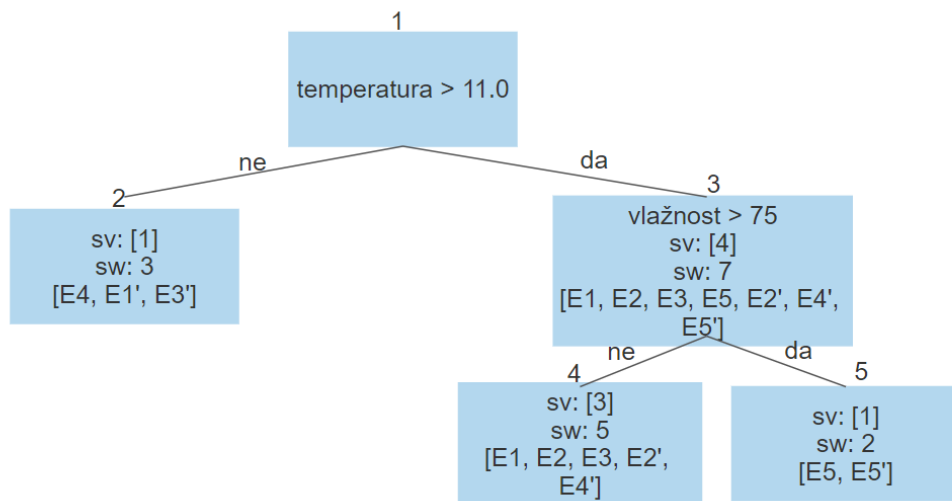 1
temperatura > 11.0
ne
da
2
3
sv: [1]
sw: 3
[E4, E1', E3']
vlažnost > 75
sv: [4]
sw: 7
[E1, E2, E3, E5, E2', E4',
E5']
ne
da
4
5
sv: [3]
sw: 5
[E1, E2, E3, E2',
E4']
sv: [1]
sw: 2
[E5, E5']